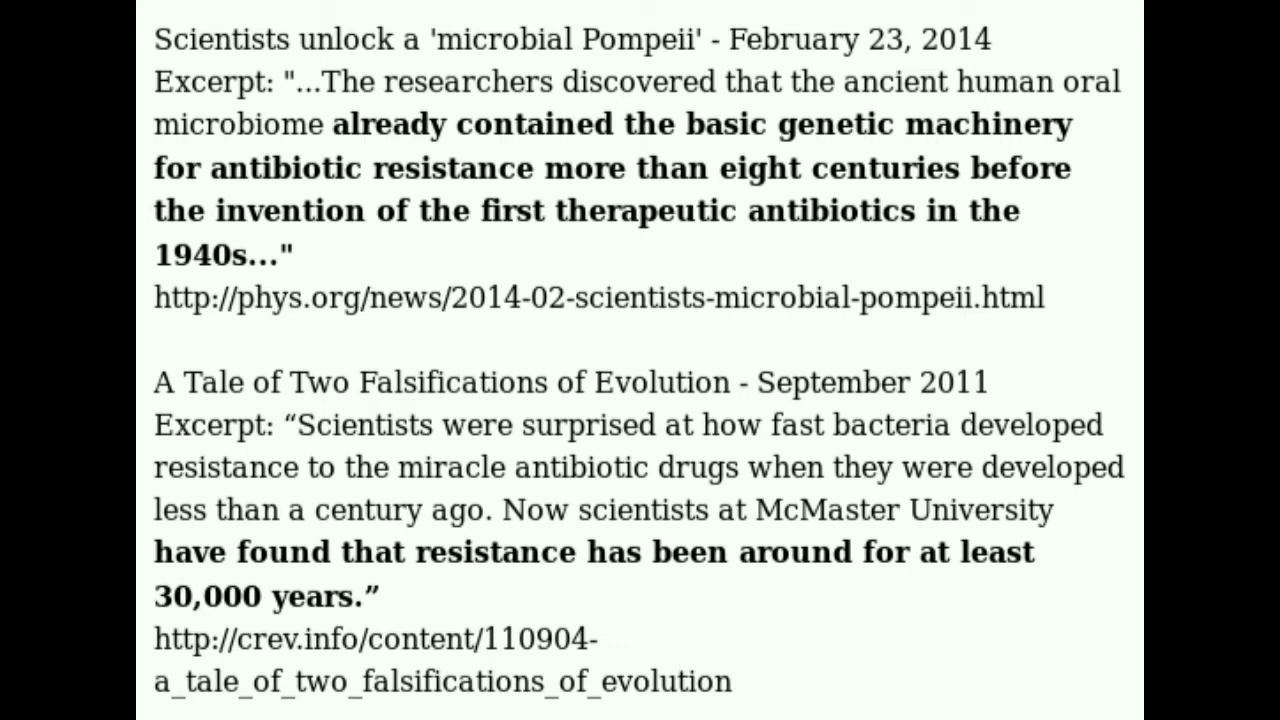 Scientists unlock a 'microbial Pompeii' - February 23, 2014
Excerpt: "...The researchers discovered that the ancient human oral
microbiome already contained the basic genetic machinery
for antibiotic resistance more than eight centuries before
the invention of the first therapeutic antibiotics in the
1940s..."
http://phys.org/news/2014-02-scientists-microbial-pompeii.html
A Tale of Two Falsifications of Evolution - September 2011
Excerpt: “Scientists were surprised at how fast bacteria developed
resistance to the miracle antibiotic drugs when they were developed
less than a century ago. Now scientists at McMaster University
have found that resistance has been around for at least
30,000 years.”
http://crev.info/content/110904-
a_tale_of_two_falsifications_of_evolution